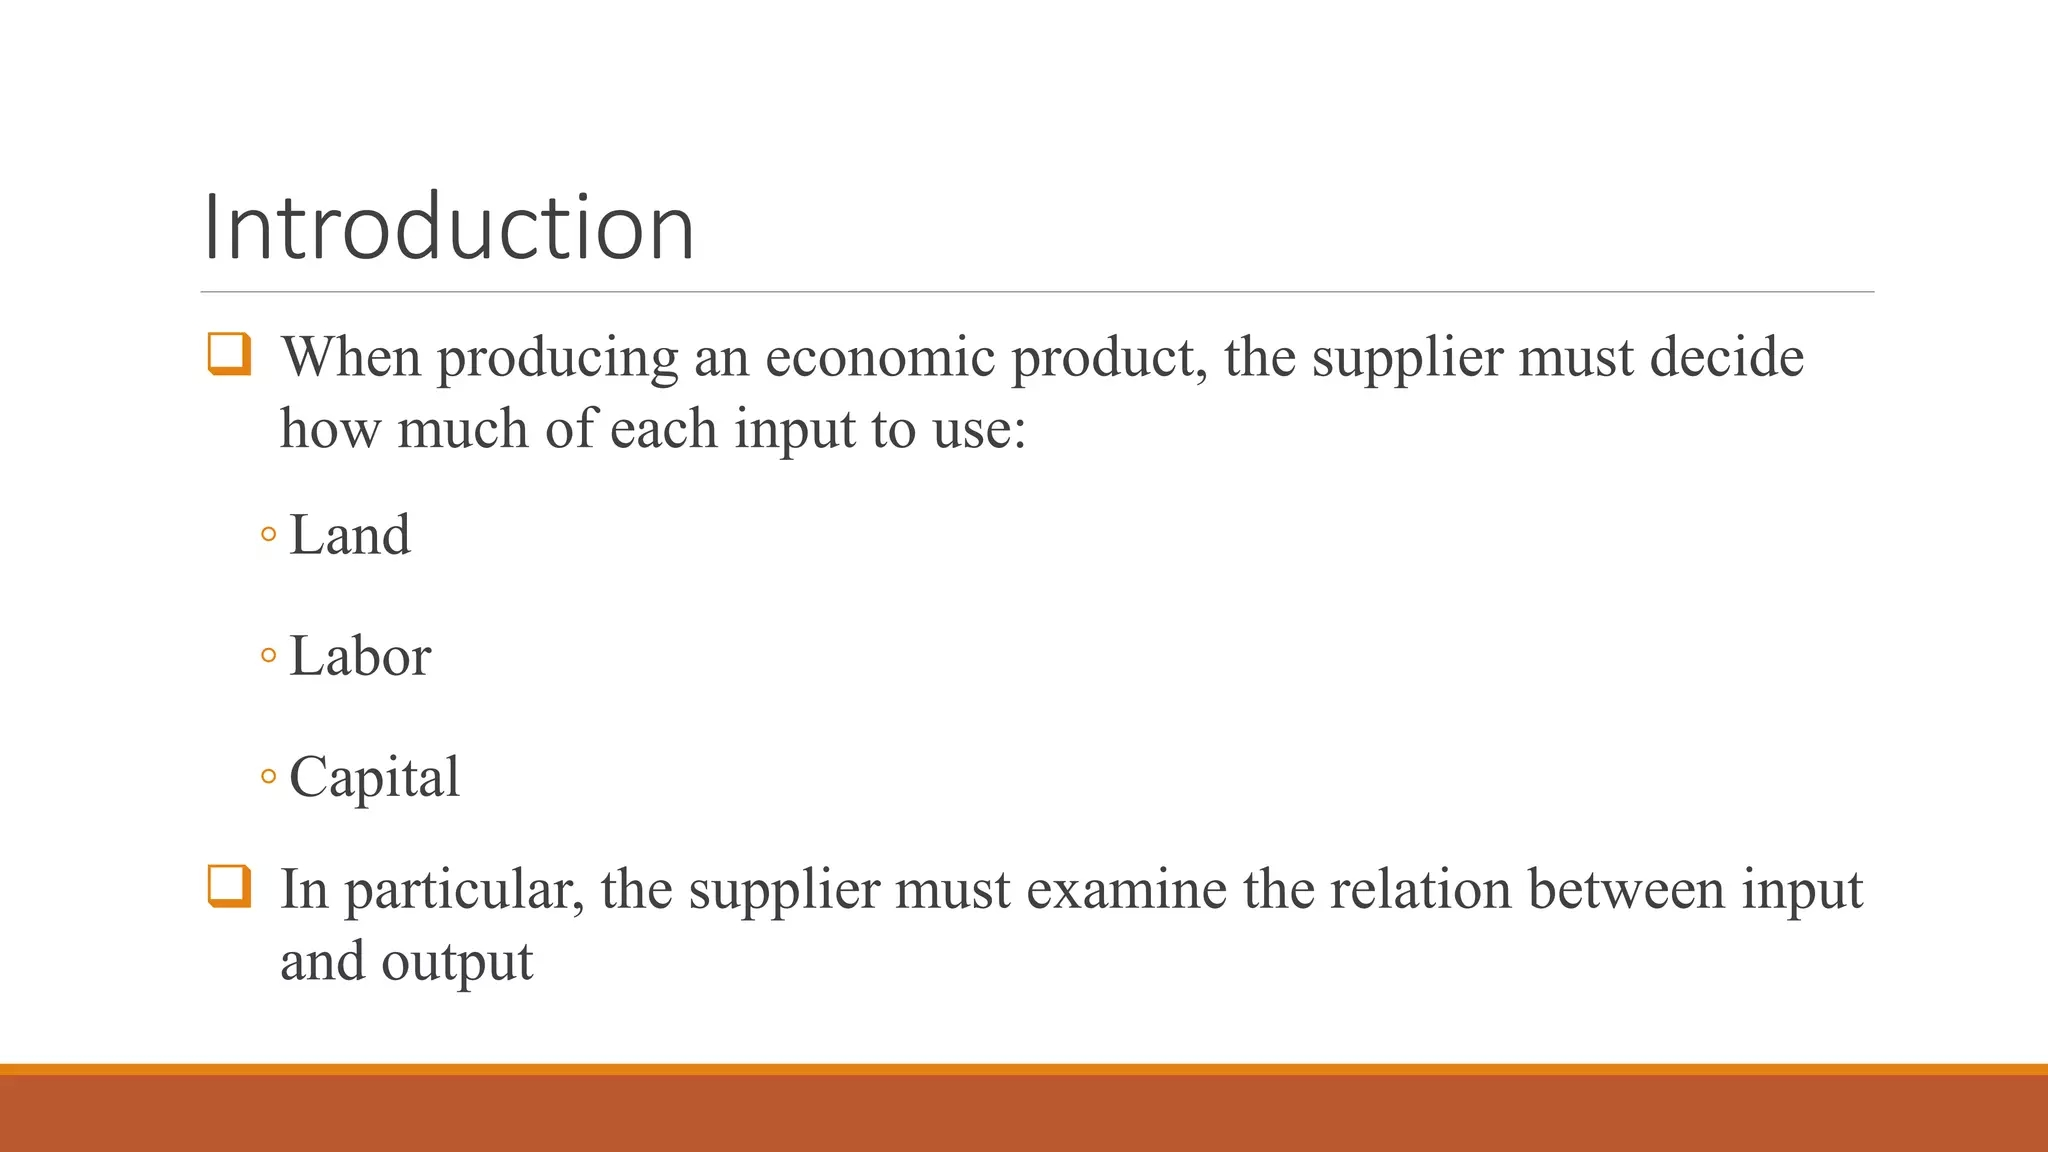 Introduction
When producing an economic product, the supplier must decide
how much of each input to use:
Land
Labor
Capital
In particular, the supplier must examine the relation between input
and output